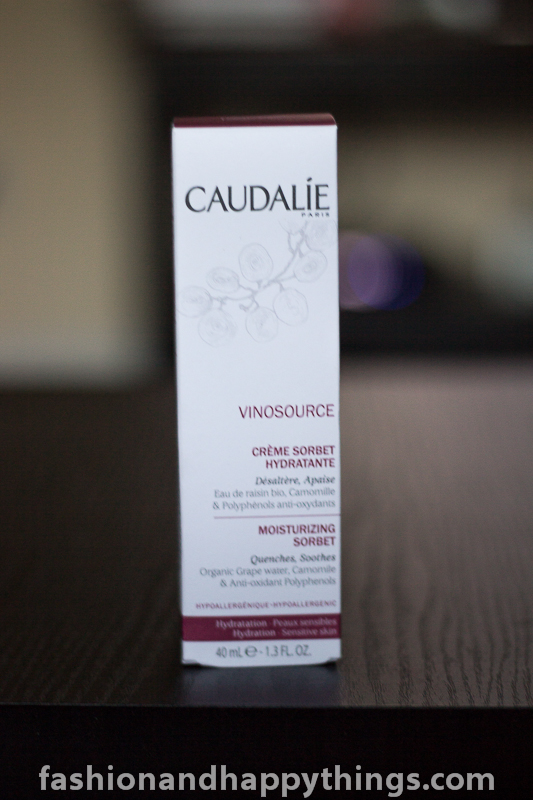 CAUDALÍE
PARIS
VINOSOURCE
CRÈME SORBET
HYDRATANTE
Désaltère, Apaise
Eau de raisin bio, Camomille
& Polyphénols anti-oxydants
MOISTURIZING
SORBET
Quenches, Soothes
Organic Grape water, Camomile
& Anti-oxidant Polyphenols
HYPOALLERGÉNIQUE•HYPOALLERGENIC
Hydratation · Peaux sensibles
Hydration · Sensitive skin
40 mL ℮ - 1.3 FL. OZ.
fashionandhappythings.com